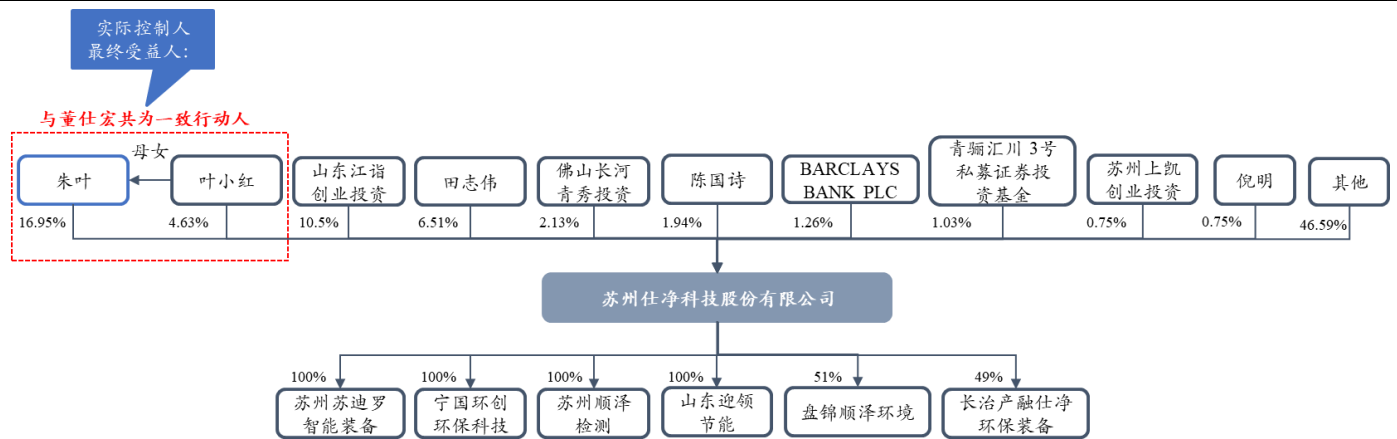 实际控制人
最终受益人:
与董仕宏共为一致行动人
母女
朱叶
叶小红
山东江诣
创业投资
田志伟
佛山长河
青秀投资
陈国诗
BARCLAYS
BANK PLC
青骊汇川 3号
私募证券投
资基金
苏州上凯
创业投资
倪明
其他
16.95%
4.63%
10.5%
6.51%
2.13%
1.94%
1.26%
1.03%
0.75%
0.75%
46.59%
苏州仕净科技股份有限公司
100%
100%
100%
100%
51%
49%
苏州苏迪罗
智能装备
宁国环创
环保科技
苏州顺泽
检测
山东迎领
节能
盘锦顺泽环境
长治产融仕净
环保装备